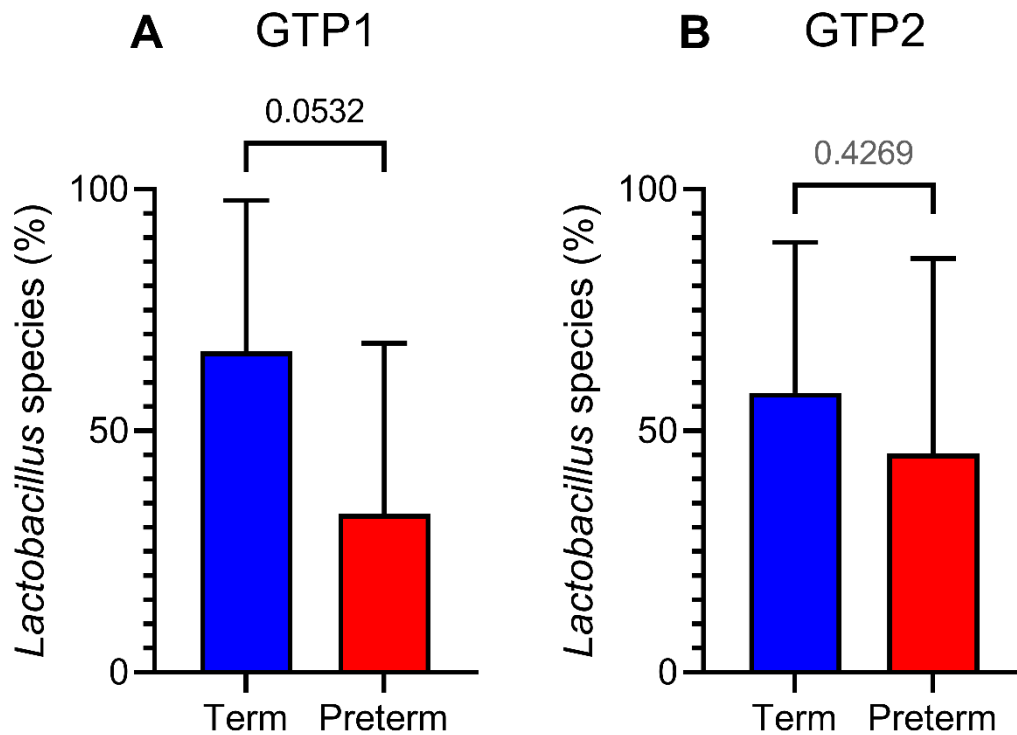 A GTP1
0.0532
Lactobacillus species (%)
100
50
0
Term Preterm
B GTP2
0.4269
Lactobacillus species (%)
100
50
0
Term Preterm